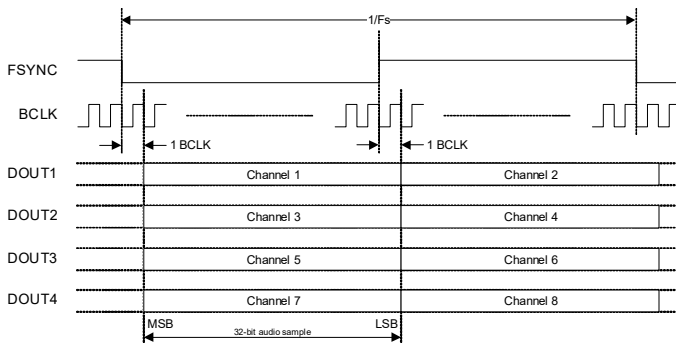 1/Fs
FSYNC
BCLK
1 BCLK 1 BCLK
DOUT1 Channel 1 Channel 2
DOUT2 Channel 3 Channel 4
DOUT3 Channel 5 Channel 6
DOUT4 Channel 7 Channel 8
MSB LSB
32-bit audio sample